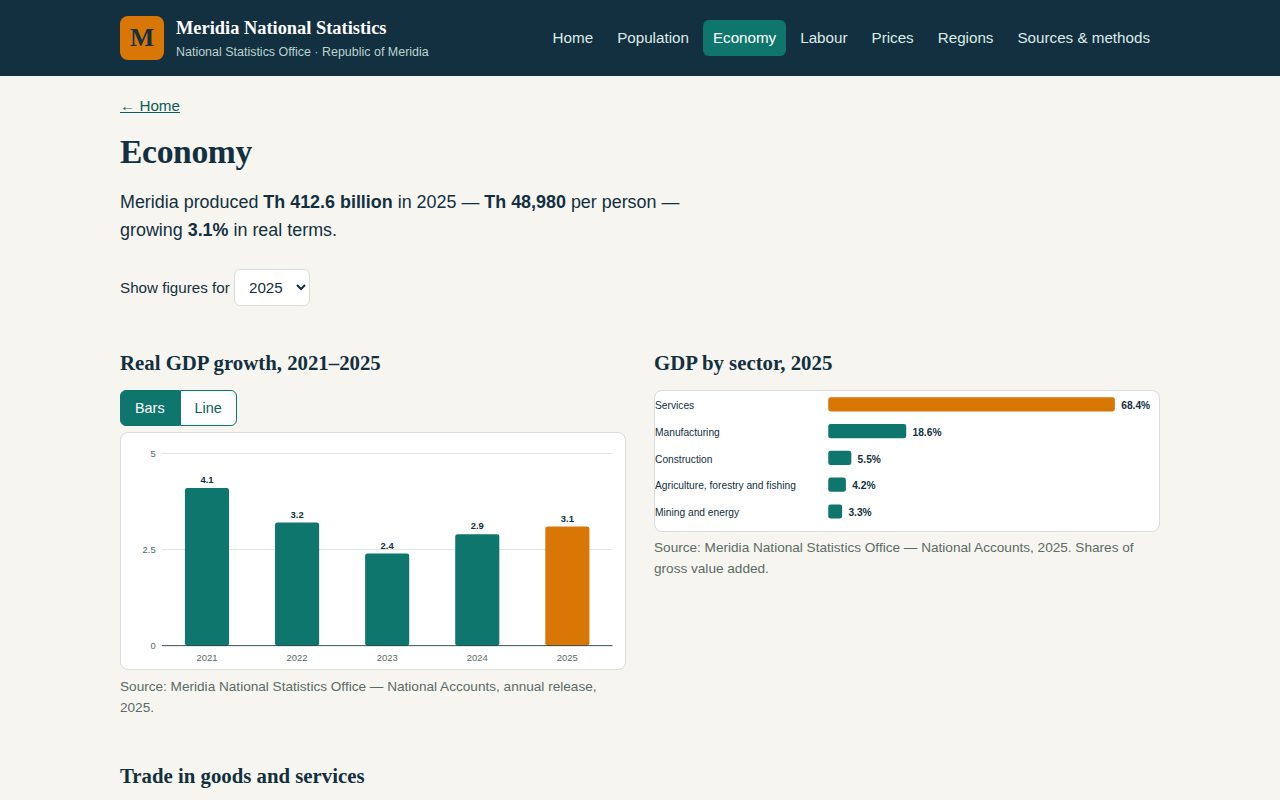 M
Meridia National Statistics
National Statistics Office · Republic of Meridia
Home Population Economy Labour Prices Regions Sources & methods
← Home
Economy
Meridia produced Th 412.6 billion in 2025 — Th 48,980 per person —
growing 3.1% in real terms.
Show figures for 2025
Real GDP growth, 2021–2025
Bars Line
5
2.5
0
4.1
3.2
2.4
2.9
3.1
2021 2022 2023 2024 2025
Source: Meridia National Statistics Office — National Accounts, annual release,
2025.
GDP by sector, 2025
Services 68.4%
Manufacturing 18.6%
Construction 5.5%
Agriculture, forestry and fishing 4.2%
Mining and energy 3.3%
Source: Meridia National Statistics Office — National Accounts, 2025. Shares of
gross value added.
Trade in goods and services